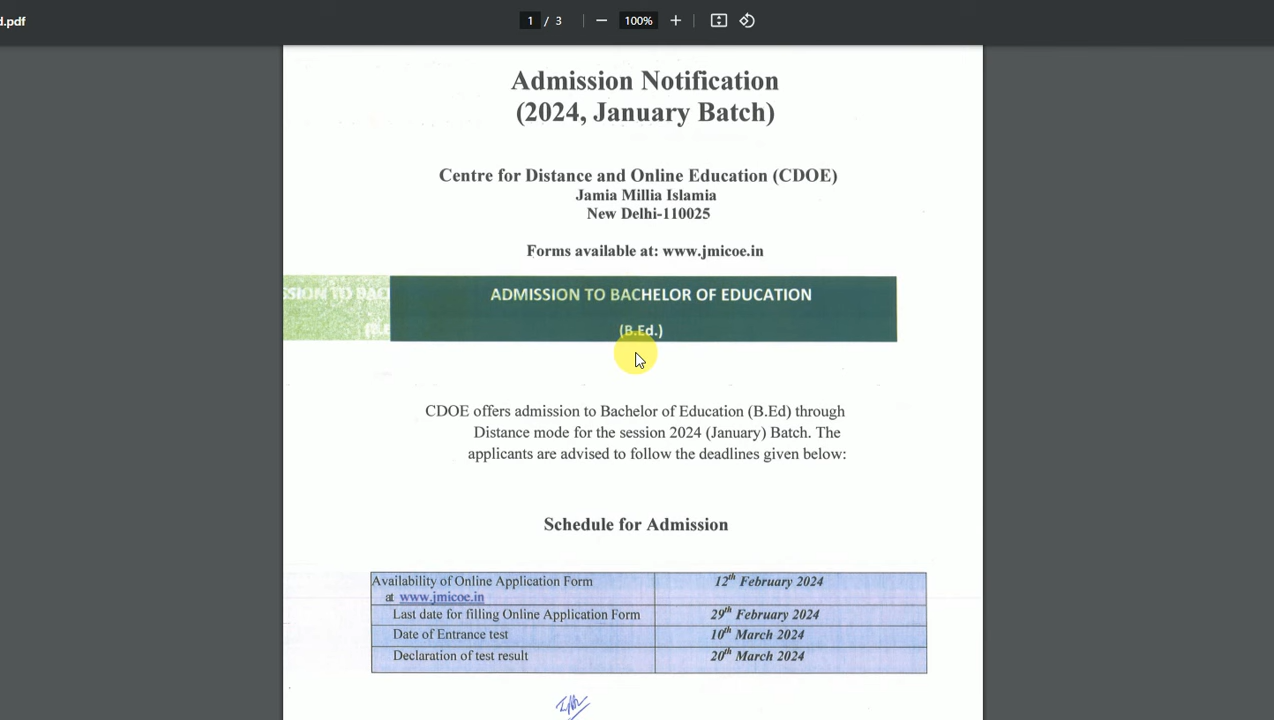 d.pdf
1 / 3
100%
Admission Notification
(2024, January Batch)
Centre for Distance and Online Education (CDOE)
Jamia Millia Islamia
New Delhi-110025
Forms available at: www.jmicoe.in
SSION TO BAC
ADMISSION TO BACHELOR OF EDUCATION
(B.Ed.)
CDOE offers admission to Bachelor of Education (B.Ed) through
Distance mode for the session 2024 (January) Batch. The
applicants are advised to follow the deadlines given below:
Schedule for Admission
Availability of Online Application Form 12th February 2024
at www.jmicoe.in
Last date for filling Online Application Form 29th February 2024
Date of Entrance test 10th March 2024
Declaration of test result 20th March 2024